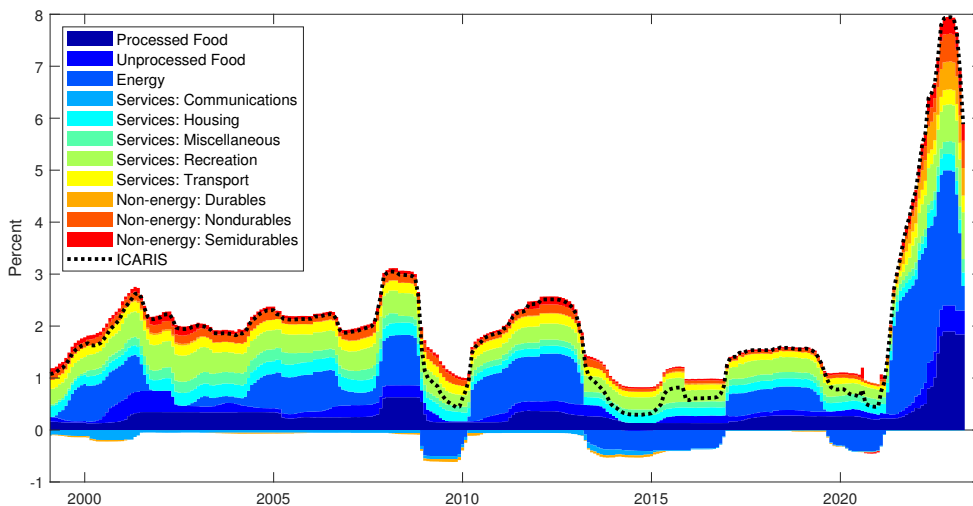 8
7
6
5
4
3
2
1
0
-1
Percent
Processed Food
Unprocessed Food
Energy
Services: Communications
Services: Housing
Services: Miscellaneous
Services: Recreation
Services: Transport
Non-energy: Durables
Non-energy: Nondurables
Non-energy: Semidurables
ICARIS
2000
2005
2010
2015
2020